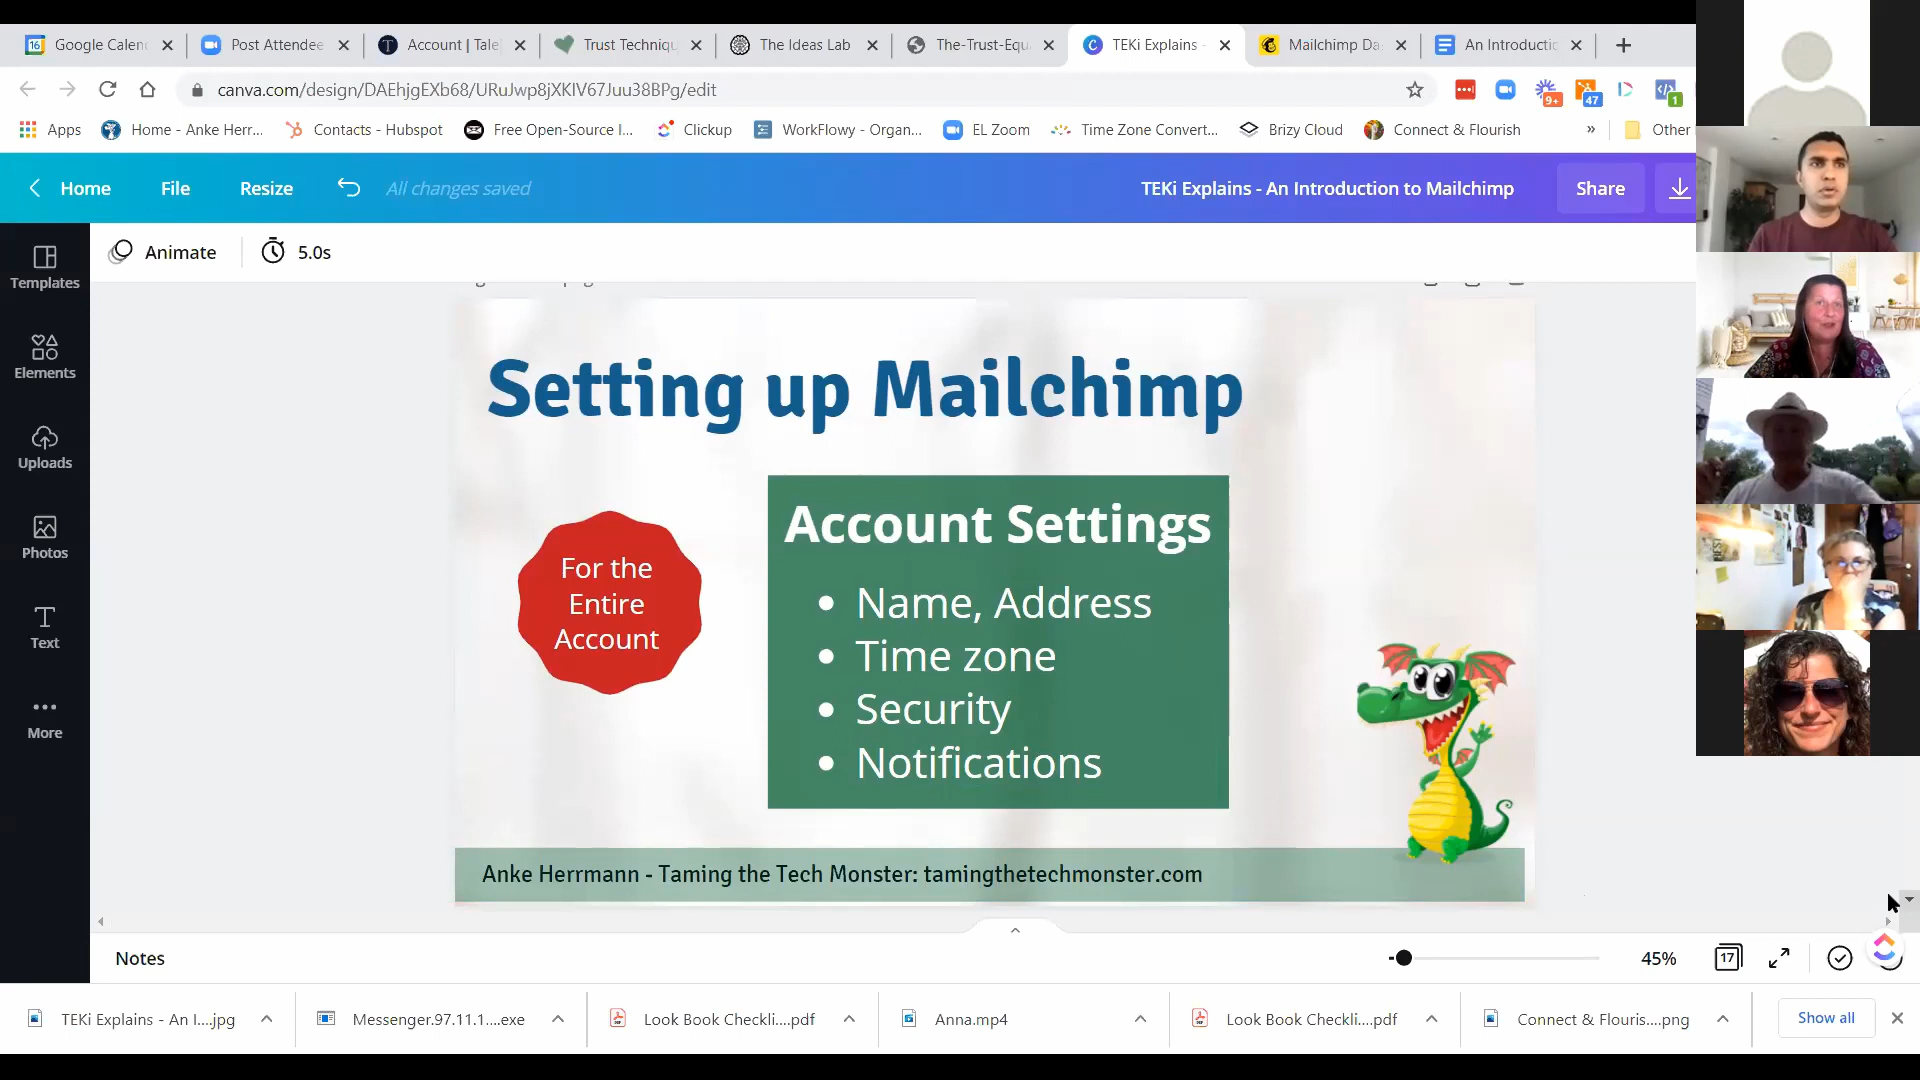 Google Calen
Post Attendee
Account | Tale
Trust Techniqu
The Ideas Lab
The-Trust-Equ
TEKi Explains -
Mailchimp Da
An Introductio
canva.com/design/DAEhjgEXb68/URuJwp8jXKlV67Juu38BPg/edit
9+
47
1
Apps
Home - Anke Herr...
Contacts - Hubspot
Free Open-Source I...
Clickup
WorkFlowy - Organ...
EL Zoom
Time Zone Convert...
Brizy Cloud
Connect & Flourish
»
Other
Home
File
Resize
All changes saved
TEKi Explains - An Introduction to Mailchimp
Share
Animate
5.0s
Templates
Elements
Uploads
Photos
Text
More
Setting up Mailchimp
For the
Entire
Account
Account Settings
• Name, Address
• Time zone
• Security
• Notifications
Anke Herrmann - Taming the Tech Monster: tamingthetechmonster.com
Notes
45%
17
TEKi Explains - An I....jpg
Messenger.97.11.1....exe
Look Book Checkli....pdf
Anna.mp4
Look Book Checkli....pdf
Connect & Flouris....png
Show all